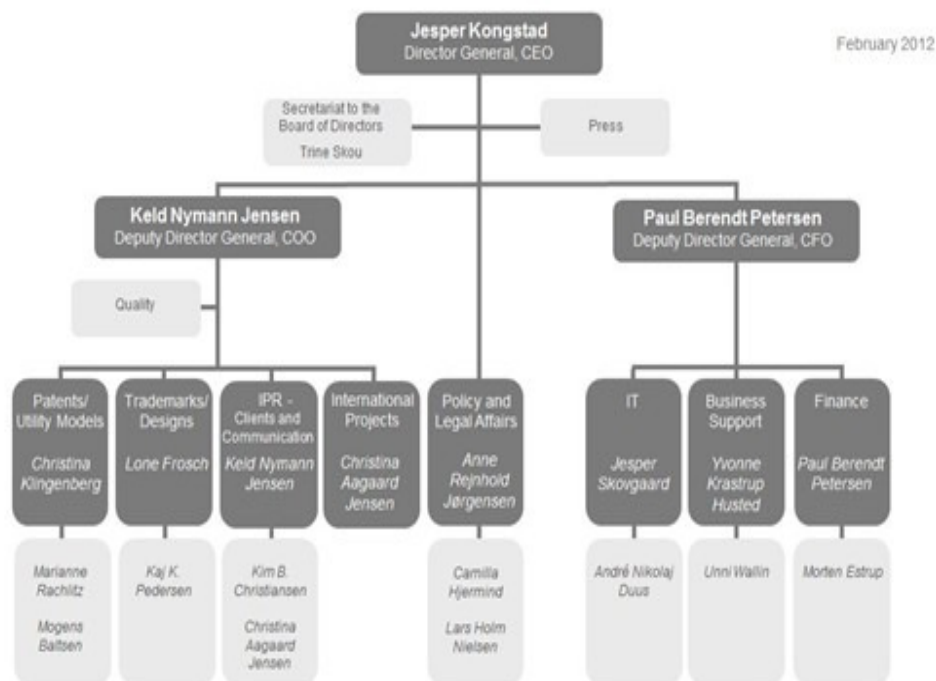 Jesper Kongstad
Director General, CEO
February 2012
Secretariat to the
Board of Directors
Trine Skou
Press
Keld Nymann Jensen
Deputy Director General, COO
Paul Berendt Petersen
Deputy Director General, CFO
Quality
Patents/
Utility Models
Christina
Klingenberg
Trademarks/
Designs
Lone Frosch
IPR -
Clients and
Communication
Keld Nymann
Jensen
International
Projects
Christina
Aagaard
Jensen
Policy and
Legal Affairs
Anne
Rejnhold
Jørgensen
IT
Jesper
Skovgaard
Business
Support
Yvonne
Krastrup
Husted
Finance
Paul Berendt
Petersen
Marianne
Rachlitz
Mogens
Baltsen
Kaj K.
Pedersen
Kim B.
Christiansen
Christina
Aagaard
Jensen
Camilla
Hjermind
Lars Holm
Nielsen
André Nikolaj
Duus
Unni Wallin
Morten Estrup